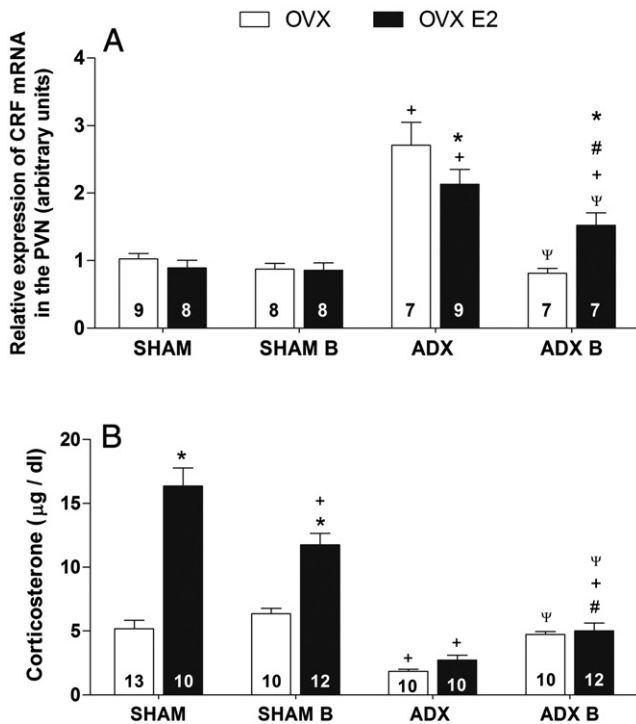 OVX OVX E2
A
Relative expression of CRF mRNA
in the PVN (arbitrary units)
4
3
2
1
0
+
*
+
*
#
+
Ψ
Ψ
9 8 8 8 7 9 7 7
SHAM SHAM B ADX ADX B
B
Corticosterone (µg / dl)
20
15
10
5
0
*
+
*
+
+
Ψ
Ψ
+
#
13 10 10 12 10 10 10 12
SHAM SHAM B ADX ADX B